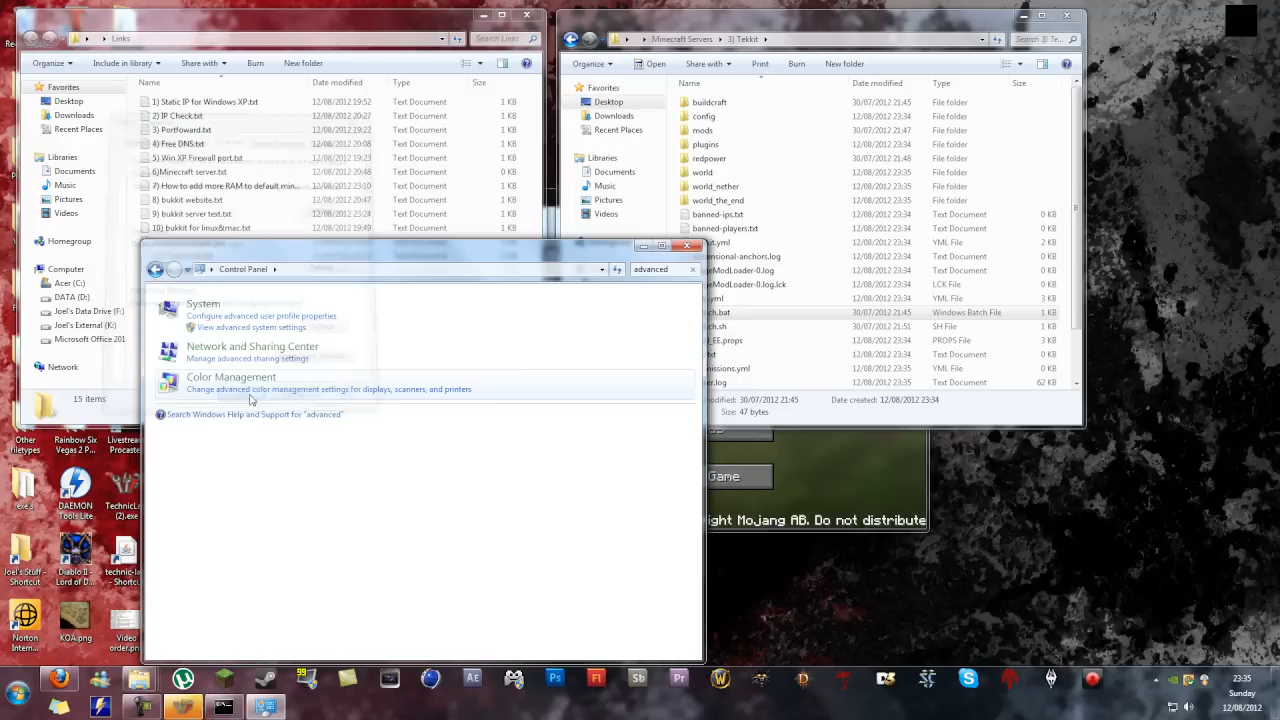 Links
Search Links
Organize
Include in library
Share with
Burn
New folder
Name
Date modified
Type
Size
Favorites
Desktop
Downloads
Recent Places
Libraries
Documents
Music
Pictures
Videos
Homegroup
Computer
Acer (C:)
DATA (D:)
Joel's Data Drive (F:)
Joel's External (K:)
Microsoft Office 201
Network
1) Static IP for Windows XP.txt 12/08/2012 19:52 Text Document 1 KB
2) IP Check.txt 12/08/2012 20:27 Text Document 1 KB
3) Portfoward.txt 12/08/2012 19:22 Text Document 1 KB
4) Free DNS.txt 12/08/2012 20:08 Text Document 1 KB
5) Win XP Firewall port.txt 12/08/2012 19:23 Text Document 1 KB
6)Minecraft server.txt 12/08/2012 20:48 Text Document 0 KB
7) How to add more RAM to default min... 12/08/2012 23:10 Text Document 1 KB
8) bukkit website.txt 12/08/2012 20:47 Text Document 1 KB
9) bukkit server text.txt 12/08/2012 23:24 Text Document 1 KB
10) bukkit for linux&mac.txt 12/08/2012 19:49 Text Document 1 KB
15 items
Minecraft Servers
3) Tekkit
Search 3) Te...
Organize
Open
Share with
Print
Burn
New folder
Name
Date modified
Type
Size
Favorites
Desktop
Downloads
Recent Places
Libraries
Documents
Music
Pictures
Videos
buildcraft 30/07/2012 21:45 File folder
config 12/08/2012 23:34 File folder
mods 30/07/2012 21:47 File folder
plugins 12/08/2012 23:34 File folder
redpower 30/07/2012 21:45 File folder
world 12/08/2012 23:35 File folder
world_nether 12/08/2012 23:35 File folder
world_the_end 12/08/2012 23:35 File folder
banned-ips.txt 12/08/2012 23:35 Text Document 0 KB
banned-players.txt 12/08/2012 23:35 Text Document 0 KB
kit.yml 12/08/2012 23:34 YML File 2 KB
ensional-anchors.log 12/08/2012 23:34 Text Document 0 KB
geModLoader-0.log 12/08/2012 23:34 Text Document 0 KB
geModLoader-0.log.lck 12/08/2012 23:34 LCK File 0 KB
.yml 12/08/2012 23:34 YML File 3 KB
ch.bat 30/07/2012 21:45 Windows Batch File 1 KB
ch.sh 30/07/2012 21:51 SH File 1 KB
_EE.props 12/08/2012 23:34 PROPS File 3 KB
.txt 12/08/2012 23:34 Text Document 0 KB
issions.yml 12/08/2012 23:34 YML File 0 KB
er.log 12/08/2012 23:34 Text Document 62 KB
modified: 30/07/2012 21:45
Date created: 12/08/2012 23:34
Size: 47 bytes
Control Panel
advanced
System
Configure advanced user profile properties
View advanced system settings
Network and Sharing Center
Manage advanced sharing settings
Color Management
Change advanced color management settings for displays, scanners, and printers
Search Windows Help and Support for "advanced"
Game
ight Mojang AB. Do not distribute
Other filetypes
Rainbow Six Vegas 2 P...
Livestream Procaster
exe's
DAEMON Tools Lite
TechnicLa... (2).exe
Joel's Stuff - Shortcut
Diablo II - Lord of D...
technic-la... - Shortcut
Norton Intern...
KOA.png
Video order.pn...
99
Ae
Ps
Fl
Sb
Pr
23:35
Sunday
12/08/2012